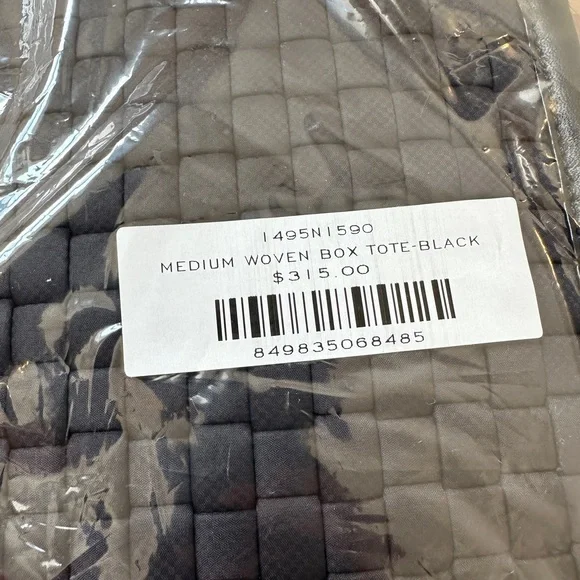 1495N1590
MEDIUM WOVEN BOX TOTE-BLACK
$315.00
849835068485